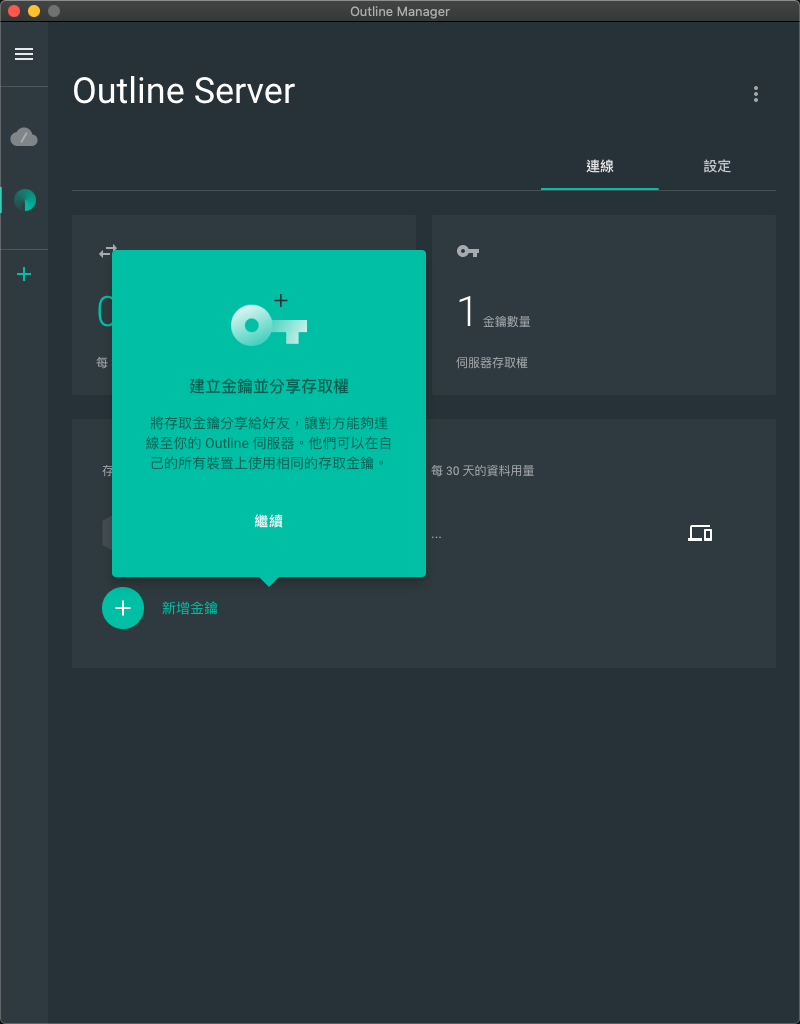 Outline Manager
Outline Server
連線
設定
0
每
1 金鑰數量
伺服器存取權
建立金鑰並分享存取權
將存取金鑰分享給好友，讓對方能夠連
線至你的 Outline 伺服器。他們可以在自
己的所有裝置上使用相同的存取金鑰。
繼續
存
每 30 天的資料用量
...
新增金鑰